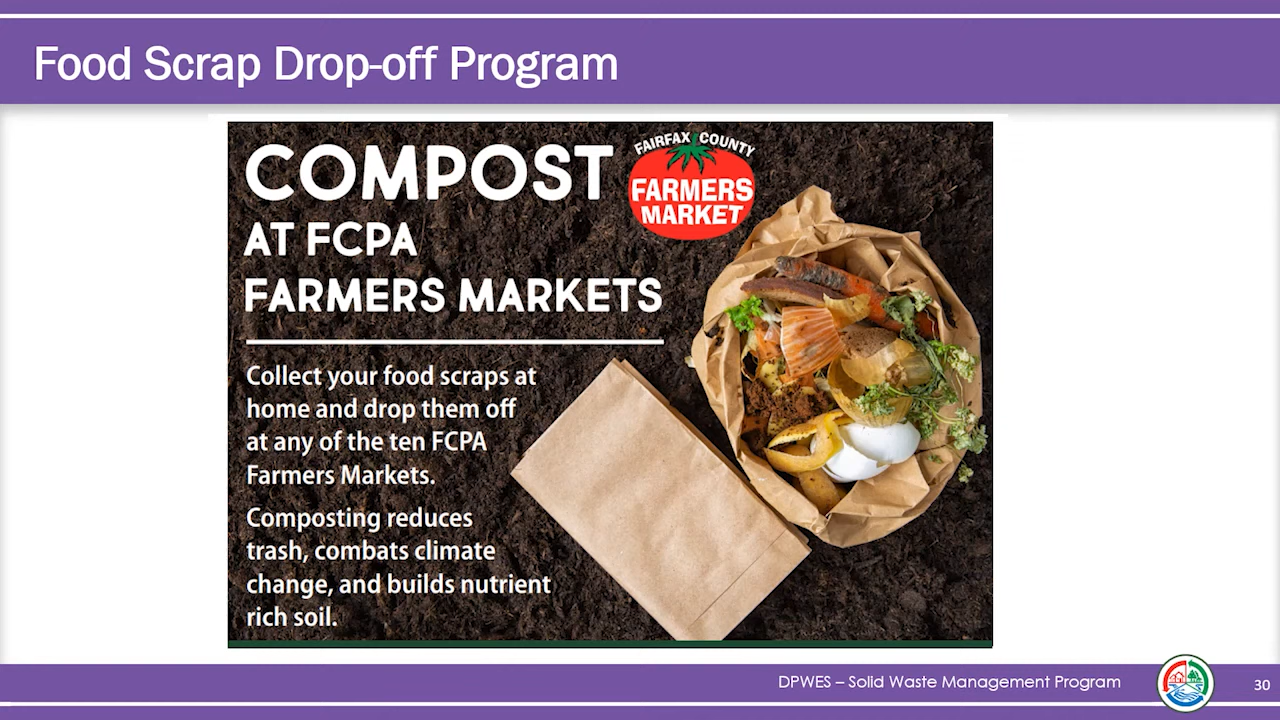 Food Scrap Drop-off Program
COMPOST
FAIRFAX COUNTY
FARMERS
MARKET
AT FCPA
FARMERS MARKETS
Collect your food scraps at
home and drop them off
at any of the ten FCPA
Farmers Markets.
Composting reduces
trash, combats climate
change, and builds nutrient
rich soil.
DPWES – Solid Waste Management Program
30